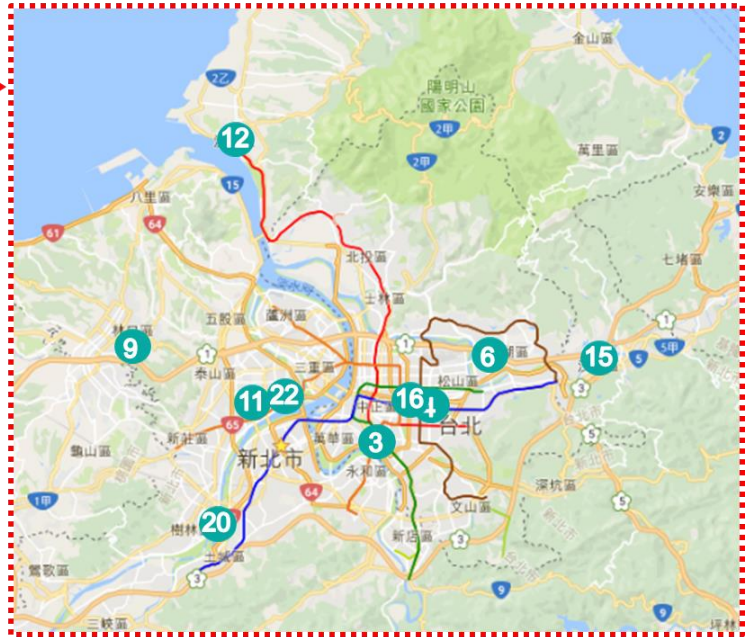 金山區
2乙
陽明山
國家公園
2甲
2
12
萬里區
2甲
15
安樂區
八里區
64
61
北投區
七堵區
士林區
蘆洲區
五股區
1
1
9
1
6
15
5
5甲
三重區
泰山區
松山區
3
11
22
16
4
中正區
台北
65
新莊區
萬華區
3
龜山區
新北市
5
永和區
1甲
64
深坑區
5
文山區
20
樹林
新店區
3
土城區
3
鶯歌區
9
三峽區
9
坪林